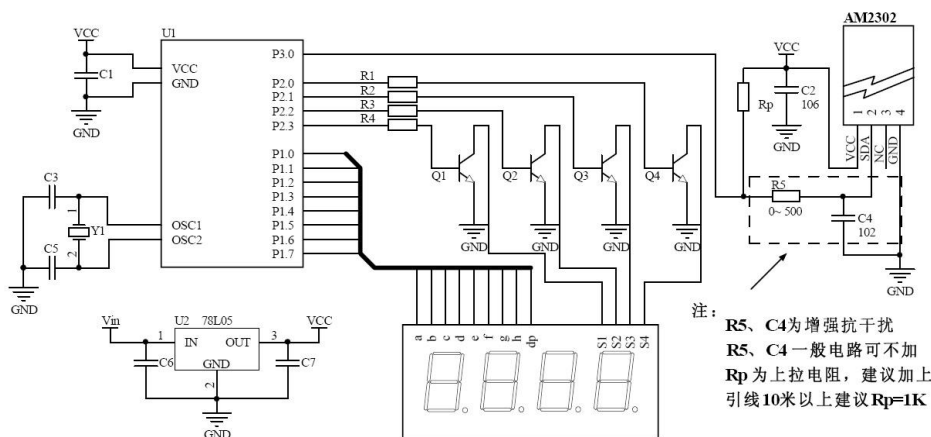 AM2302
U1
VCC
VCC
GND
C1
GND
P3.0
P2.0
P2.1
P2.2
P2.3
P1.0
P1.1
P1.2
P1.3
P1.4
P1.5
P1.6
P1.7
OSC1
OSC2
R1
R2
R3
R4
Q1
Q2
Q3
Q4
GND
GND
GND
GND
VCC
Rp
C2
106
GND
1
2
3
4
VCC
SDA
NC
GND
R5
0~ 500
C4
102
GND
C3
1
Y1
2
C5
GND
Vin
U2
78L05
VCC
1
IN
OUT
3
GND
2
C6
C7
GND
a
b
c
d
e
f
g
h
dp
S1
S2
S3
S4
注：
R5、C4为增强抗干扰
R5、C4一般电路可不加
Rp为上拉电阻，建议加上
引线10米以上建议Rp=1K